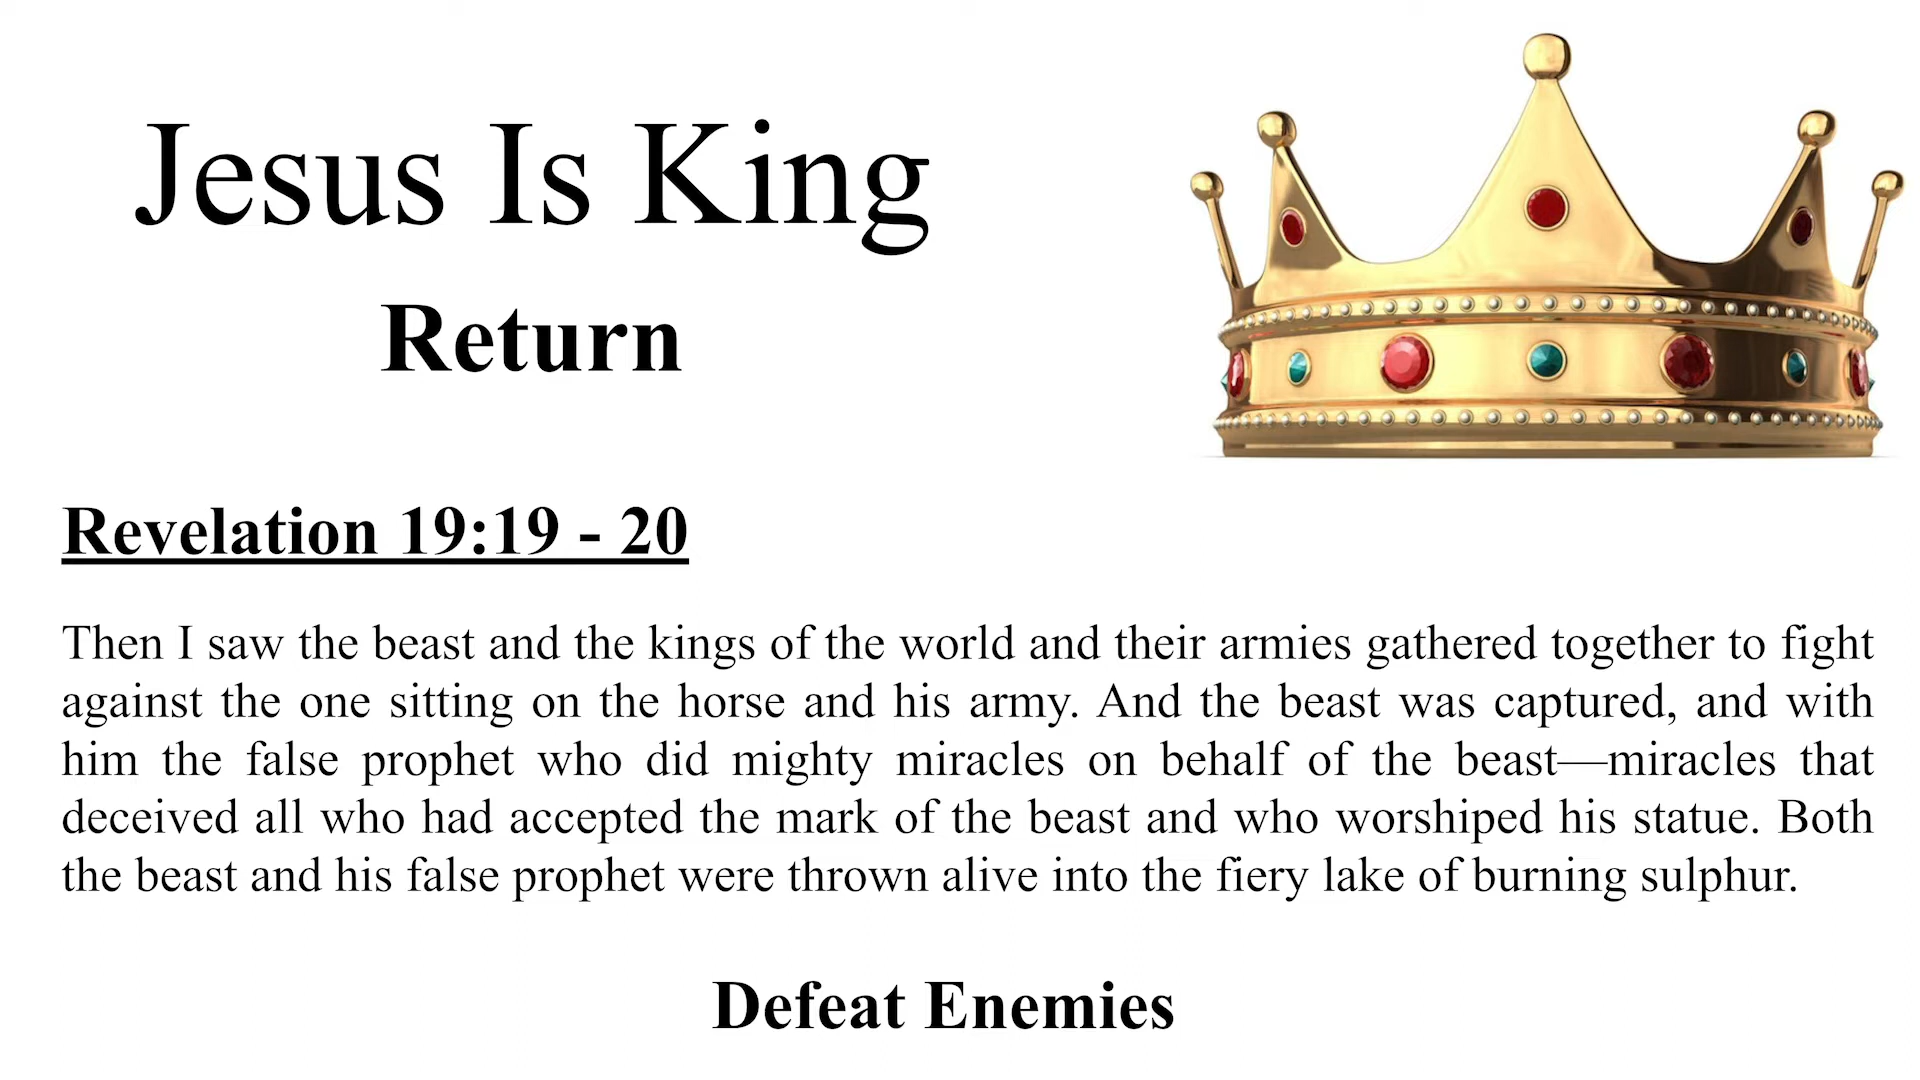 Jesus Is King
Return
Revelation 19:19 - 20
Then I saw the beast and the kings of the world and their armies gathered together to fight
against the one sitting on the horse and his army. And the beast was captured, and with
him the false prophet who did mighty miracles on behalf of the beast—miracles that
deceived all who had accepted the mark of the beast and who worshiped his statue. Both
the beast and his false prophet were thrown alive into the fiery lake of burning sulphur.
Defeat Enemies